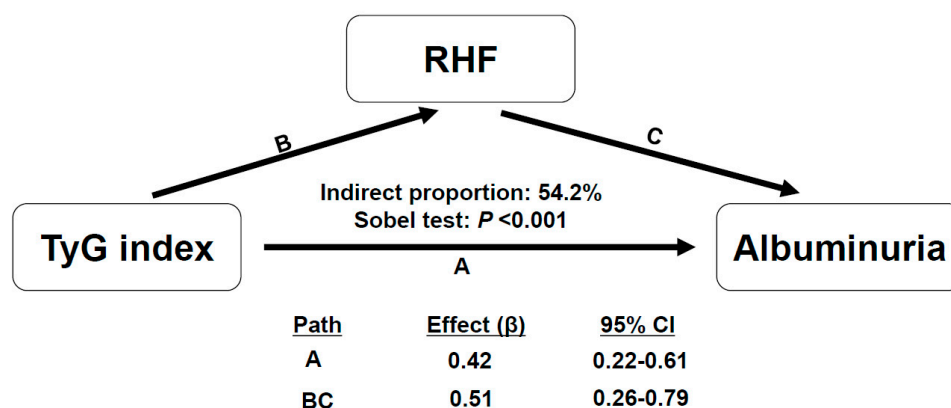 RHF
B
C
Indirect proportion: 54.2%
Sobel test: P <0.001
TyG index
Albuminuria
A
Path Effect (β) 95% CI
A 0.42 0.22-0.61
BC 0.51 0.26-0.79